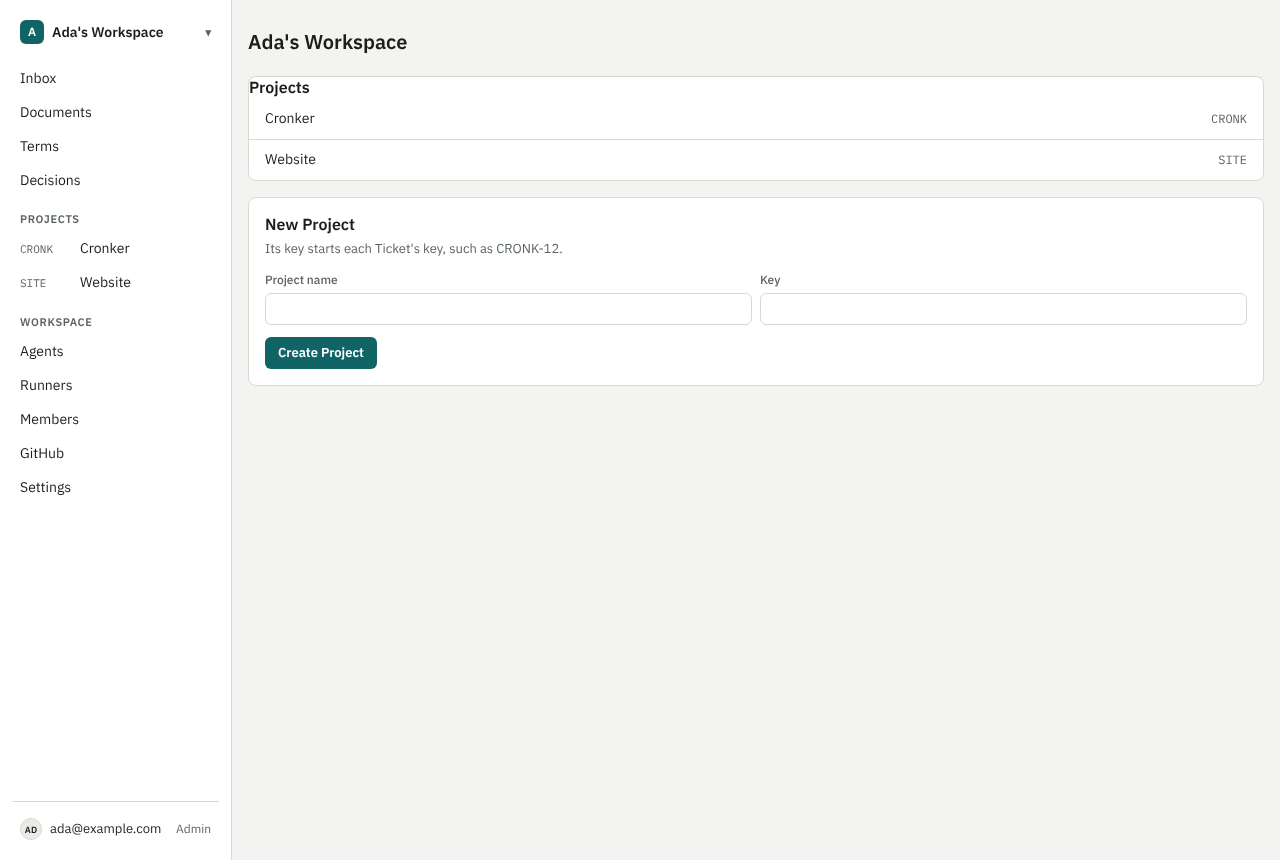 A Ada's Workspace ▾
Inbox
Documents
Terms
Decisions
PROJECTS
CRONK Cronker
SITE Website
WORKSPACE
Agents
Runners
Members
GitHub
Settings
AD ada@example.com Admin
Ada's Workspace
Projects
Cronker CRONK
Website SITE
New Project
Its key starts each Ticket's key, such as CRONK-12.
Project name Key
Create Project